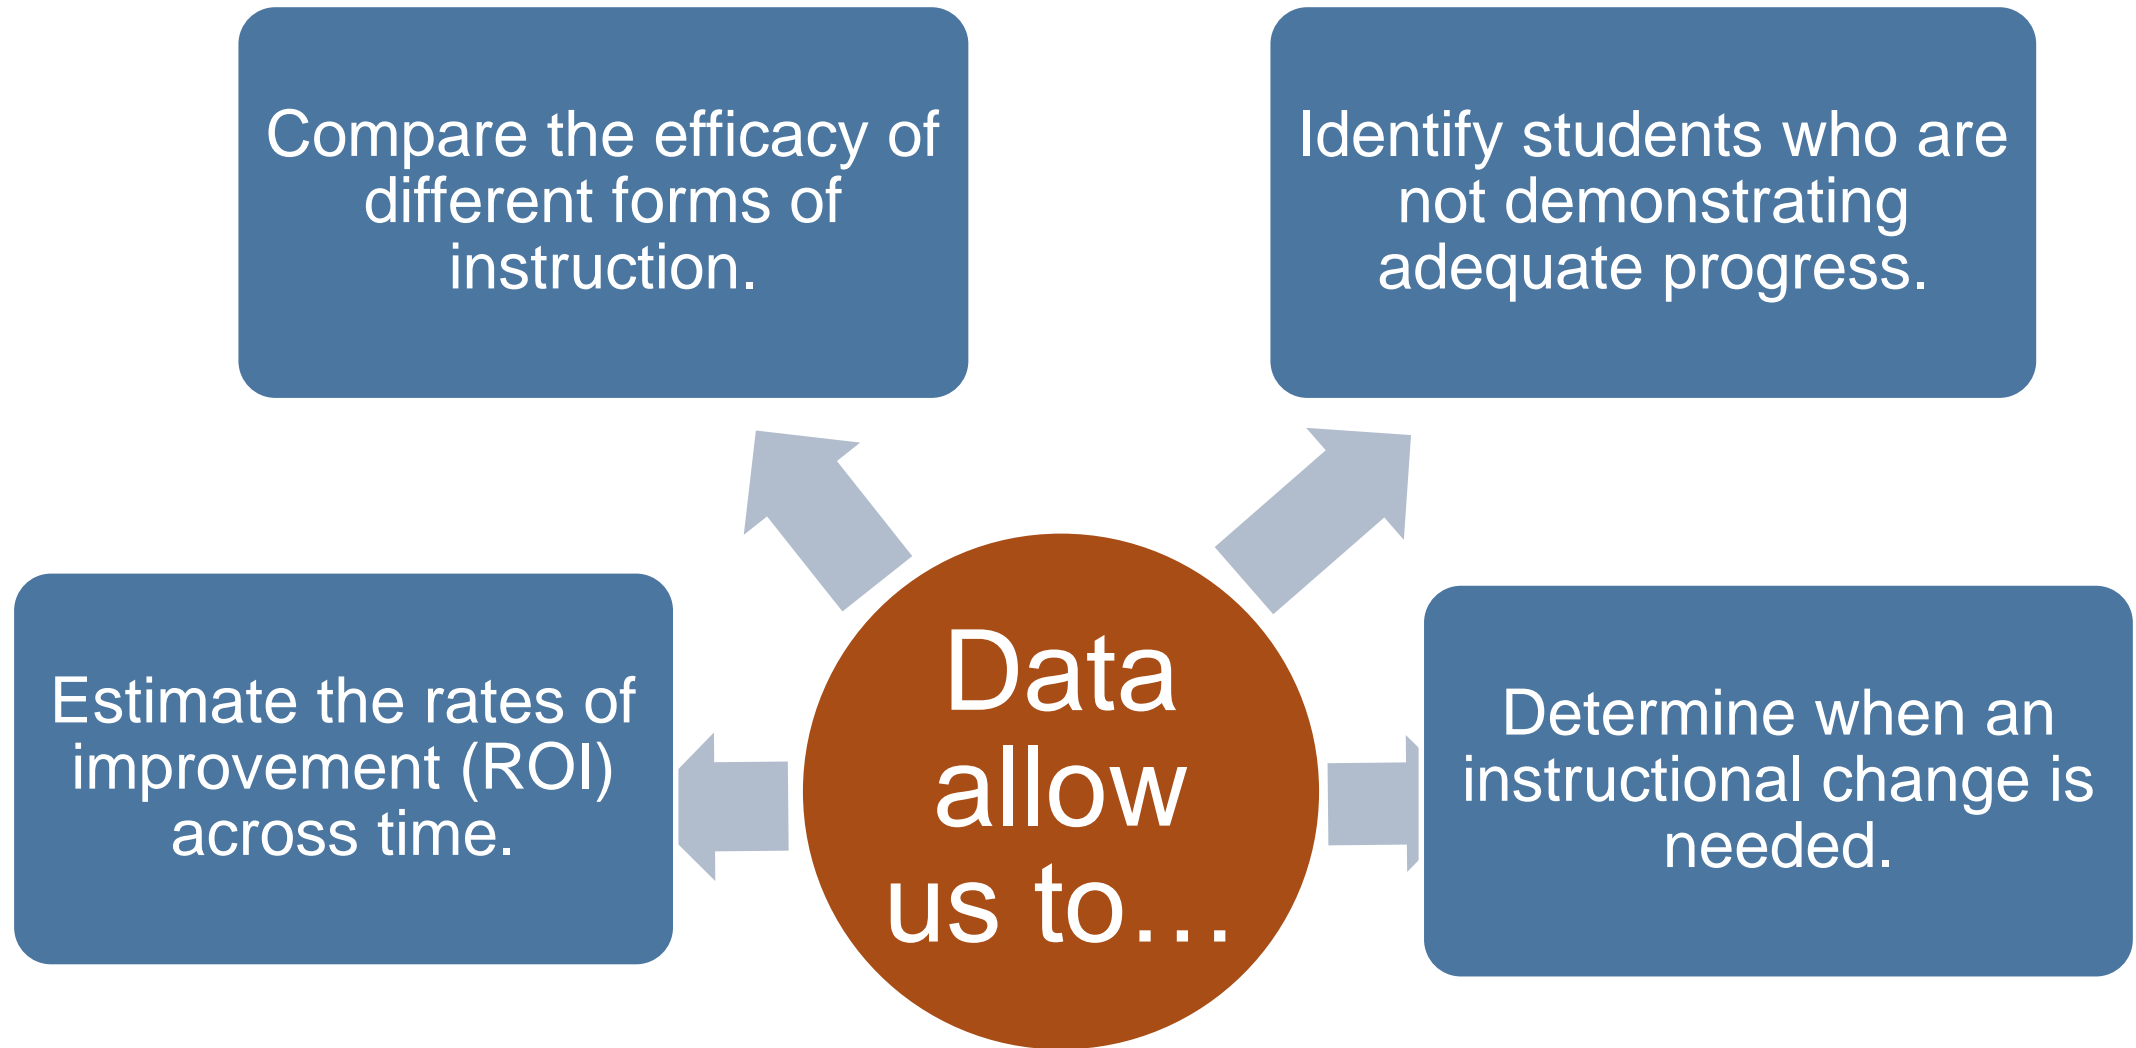 Compare the efficacy of
different forms of
instruction.
Identify students who are
not demonstrating
adequate progress.
Estimate the rates of
improvement (ROI)
across time.
Data
allow
us to…
Determine when an
instructional change is
needed.